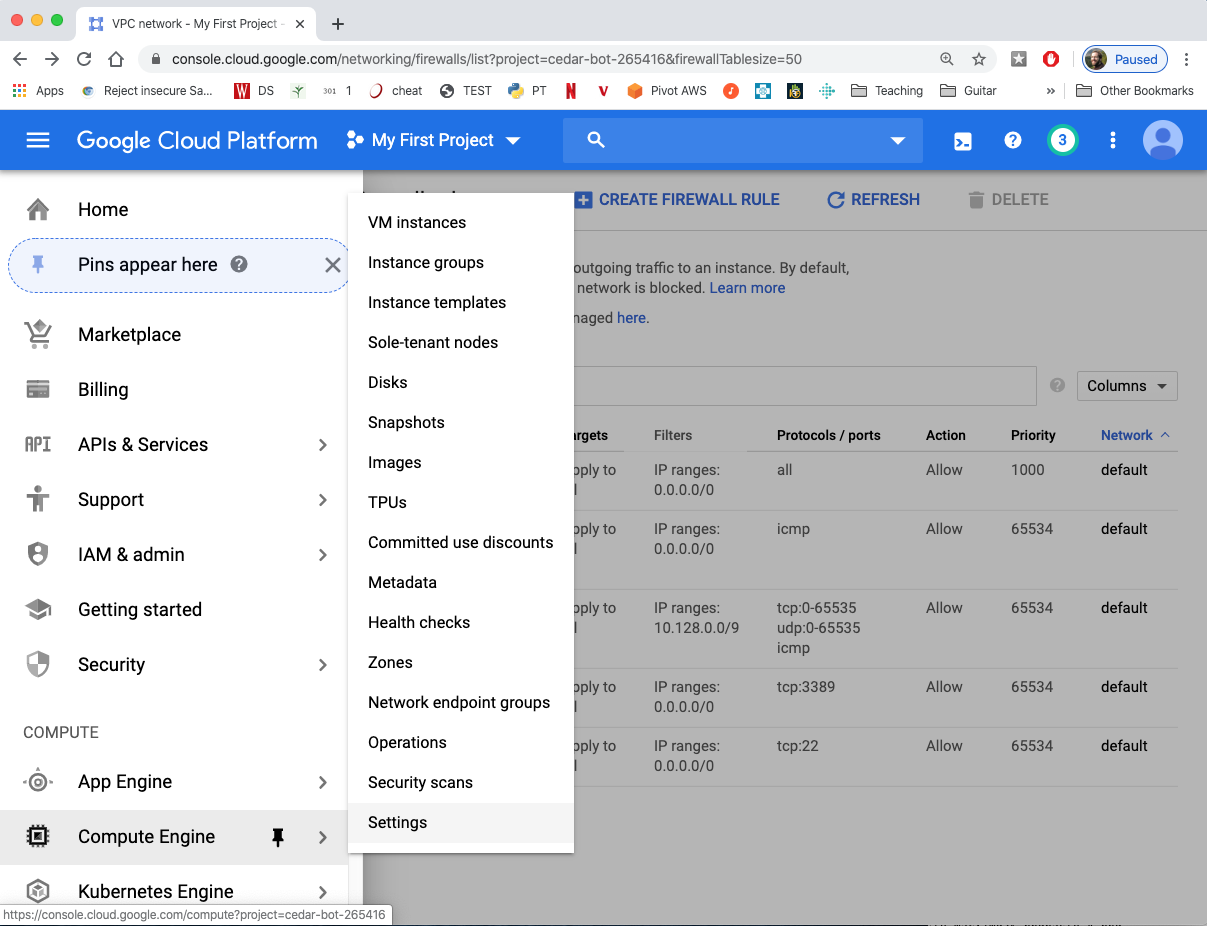 VPC network - My First Project -
console.cloud.google.com/networking/firewalls/list?project=cedar-bot-265416&firewallTablesize=50
Paused
Apps
Reject insecure Sa...
W DS
301 1
cheat
TEST
PT
N
V
Pivot AWS
Teaching
Guitar
»
Other Bookmarks
Google Cloud Platform
My First Project
3
Home
Pins appear here
Marketplace
Billing
API APIs & Services
Support
IAM & admin
Getting started
Security
COMPUTE
App Engine
Compute Engine
Kubernetes Engine
https://console.cloud.google.com/compute?project=cedar-bot-265416
VM instances
Instance groups
Instance templates
Sole-tenant nodes
Disks
Snapshots
Images
TPUs
Committed use discounts
Metadata
Health checks
Zones
Network endpoint groups
Operations
Security scans
Settings
CREATE FIREWALL RULE
REFRESH
DELETE
outgoing traffic to an instance. By default,
network is blocked. Learn more
naged here.
Columns
rgets Filters Protocols / ports Action Priority Network
pply to IP ranges: all Allow 1000 default
0.0.0.0/0
pply to IP ranges: icmp Allow 65534 default
0.0.0.0/0
pply to IP ranges: tcp:0-65535 Allow 65534 default
10.128.0.0/9 udp:0-65535
icmp
pply to IP ranges: tcp:3389 Allow 65534 default
0.0.0.0/0
pply to IP ranges: tcp:22 Allow 65534 default
0.0.0.0/0